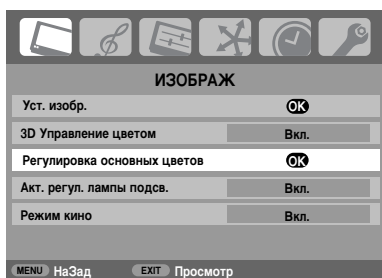 ИЗОБРАЖ
Уст. изобр. OK
3D Управление цветом Вкл.
Регулировка основных цветов OK
Акт. регул. лампы подсв. Вкл.
Режим кино Вкл.
MENU НаЗад EXIT Просмотр